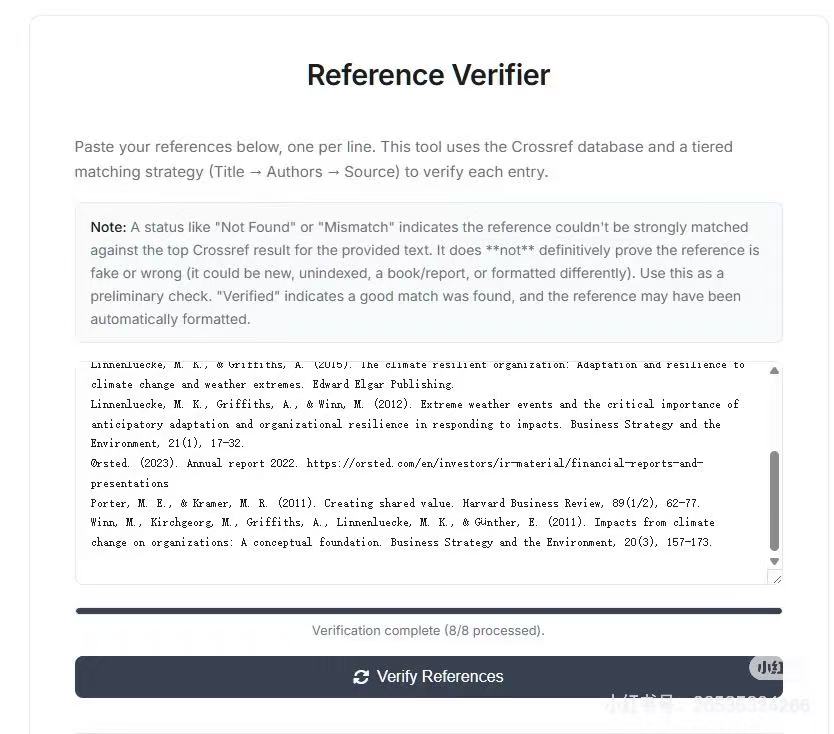 Reference Verifier
Paste your references below, one per line. This tool uses the Crossref database and a tiered
matching strategy (Title → Authors → Source) to verify each entry.
Note: A status like "Not Found" or "Mismatch" indicates the reference couldn't be strongly matched
against the top Crossref result for the provided text. It does **not** definitively prove the reference is
fake or wrong (it could be new, unindexed, a book/report, or formatted differently). Use this as a
preliminary check. "Verified" indicates a good match was found, and the reference may have been
automatically formatted.
Linnenluecke, M. K., & Griffiths, A. (2015). The climate resilient organization: Adaptation and resilience to
climate change and weather extremes. Edward Elgar Publishing.
Linnenluecke, M. K., Griffiths, A., & Winn, M. (2012). Extreme weather events and the critical importance of
anticipatory adaptation and organizational resilience in responding to impacts. Business Strategy and the
Environment, 21(1), 17-32.
Ørsted. (2023). Annual report 2022. https://orsted.com/en/investors/ir-material/financial-reports-and-
presentations
Porter, M. E., & Kramer, M. R. (2011). Creating shared value. Harvard Business Review, 89(1/2), 62-77.
Winn, M., Kirchgeorg, M., Griffiths, A., Linnenluecke, M. K., & Günther, E. (2011). Impacts from climate
change on organizations: A conceptual foundation. Business Strategy and the Environment, 20(3), 157-173.
Verification complete (8/8 processed).
Verify References
小红书号: